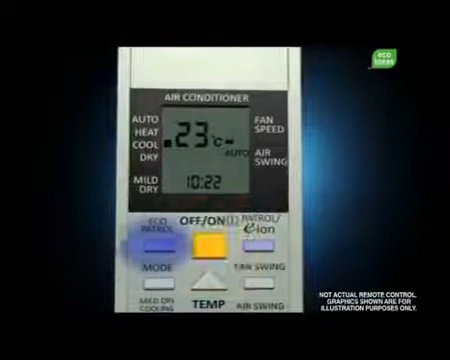 eco
ideas
AIR CONDITIONER
AUTO
HEAT
COOL
DRY
MILD
DRY
23°C
AUTO
10:22
FAN
SPEED
AIR
SWING
ECO
PATROL
OFF/ON
PATROL/
e-ion
MODE
FAN SWING
MILD DRY
COOLING
TEMP
AIR SWING
NOT ACTUAL REMOTE CONTROL.
GRAPHICS SHOWN ARE FOR
ILLUSTRATION PURPOSES ONLY.